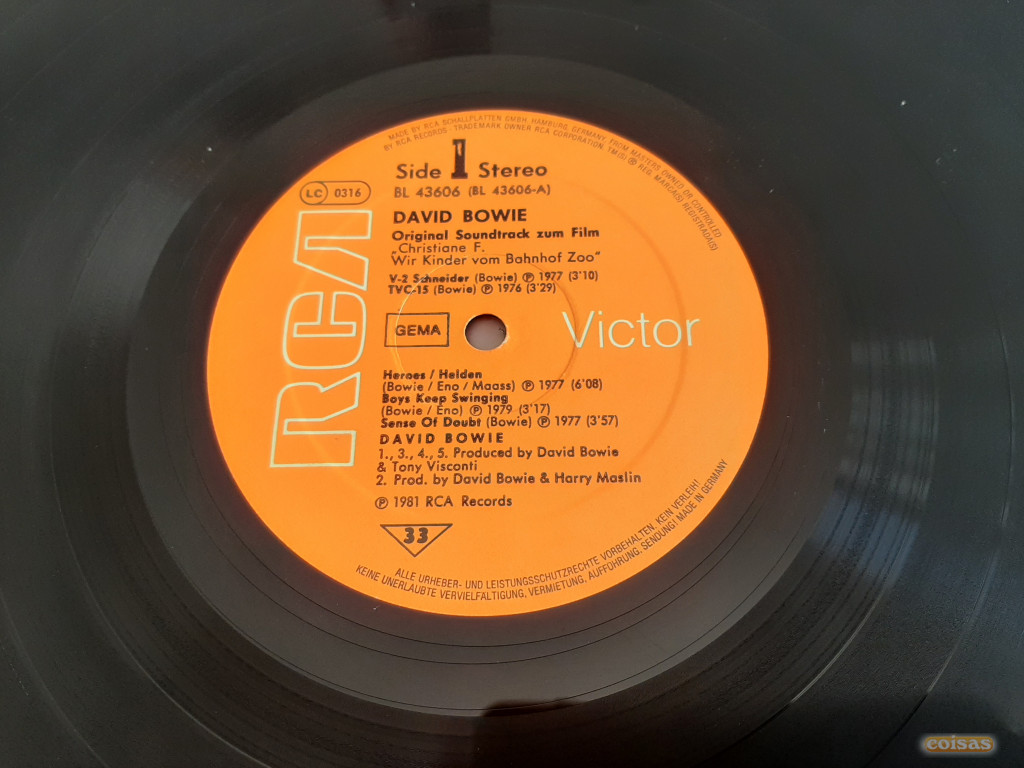 MADE BY RCA SCHALLPLATTEN GMBH, HAMBURG, GERMANY, FROM MASTERS OWNED OR CONTROLLED
BY RCA RECORDS · TRADEMARK OWNER RCA CORPORATION, TM(S) ® REG. MARCA(S) REGISTRADA(S)
Side 1 Stereo
BL 43606 (BL 43606-A)
LC 0316
DAVID BOWIE
Original Soundtrack zum Film
„Christiane F.
Wir Kinder vom Bahnhof Zoo"
V-2 Schneider (Bowie) ℗ 1977 (3'10)
TVC-15 (Bowie) ℗ 1976 (3'29)
RCA
GEMA
Victor
Heroes / Helden
(Bowie / Eno / Maass) ℗ 1977 (6'08)
Boys Keep Swinging
(Bowie / Eno) ℗ 1979 (3'17)
Sense Of Doubt (Bowie) ℗ 1977 (3'57)
DAVID BOWIE
1., 3., 4., 5. Produced by David Bowie
& Tony Visconti
2. Prod. by David Bowie & Harry Maslin
℗ 1981 RCA Records
33
ALLE URHEBER- UND LEISTUNGSSCHUTZRECHTE VORBEHALTEN. KEIN VERLEIH!
KEINE UNERLAUBTE VERVIELFALTIGUNG, VERMIETUNG, AUFFÜHRUNG, SENDUNG! MADE IN GERMANY
coisas